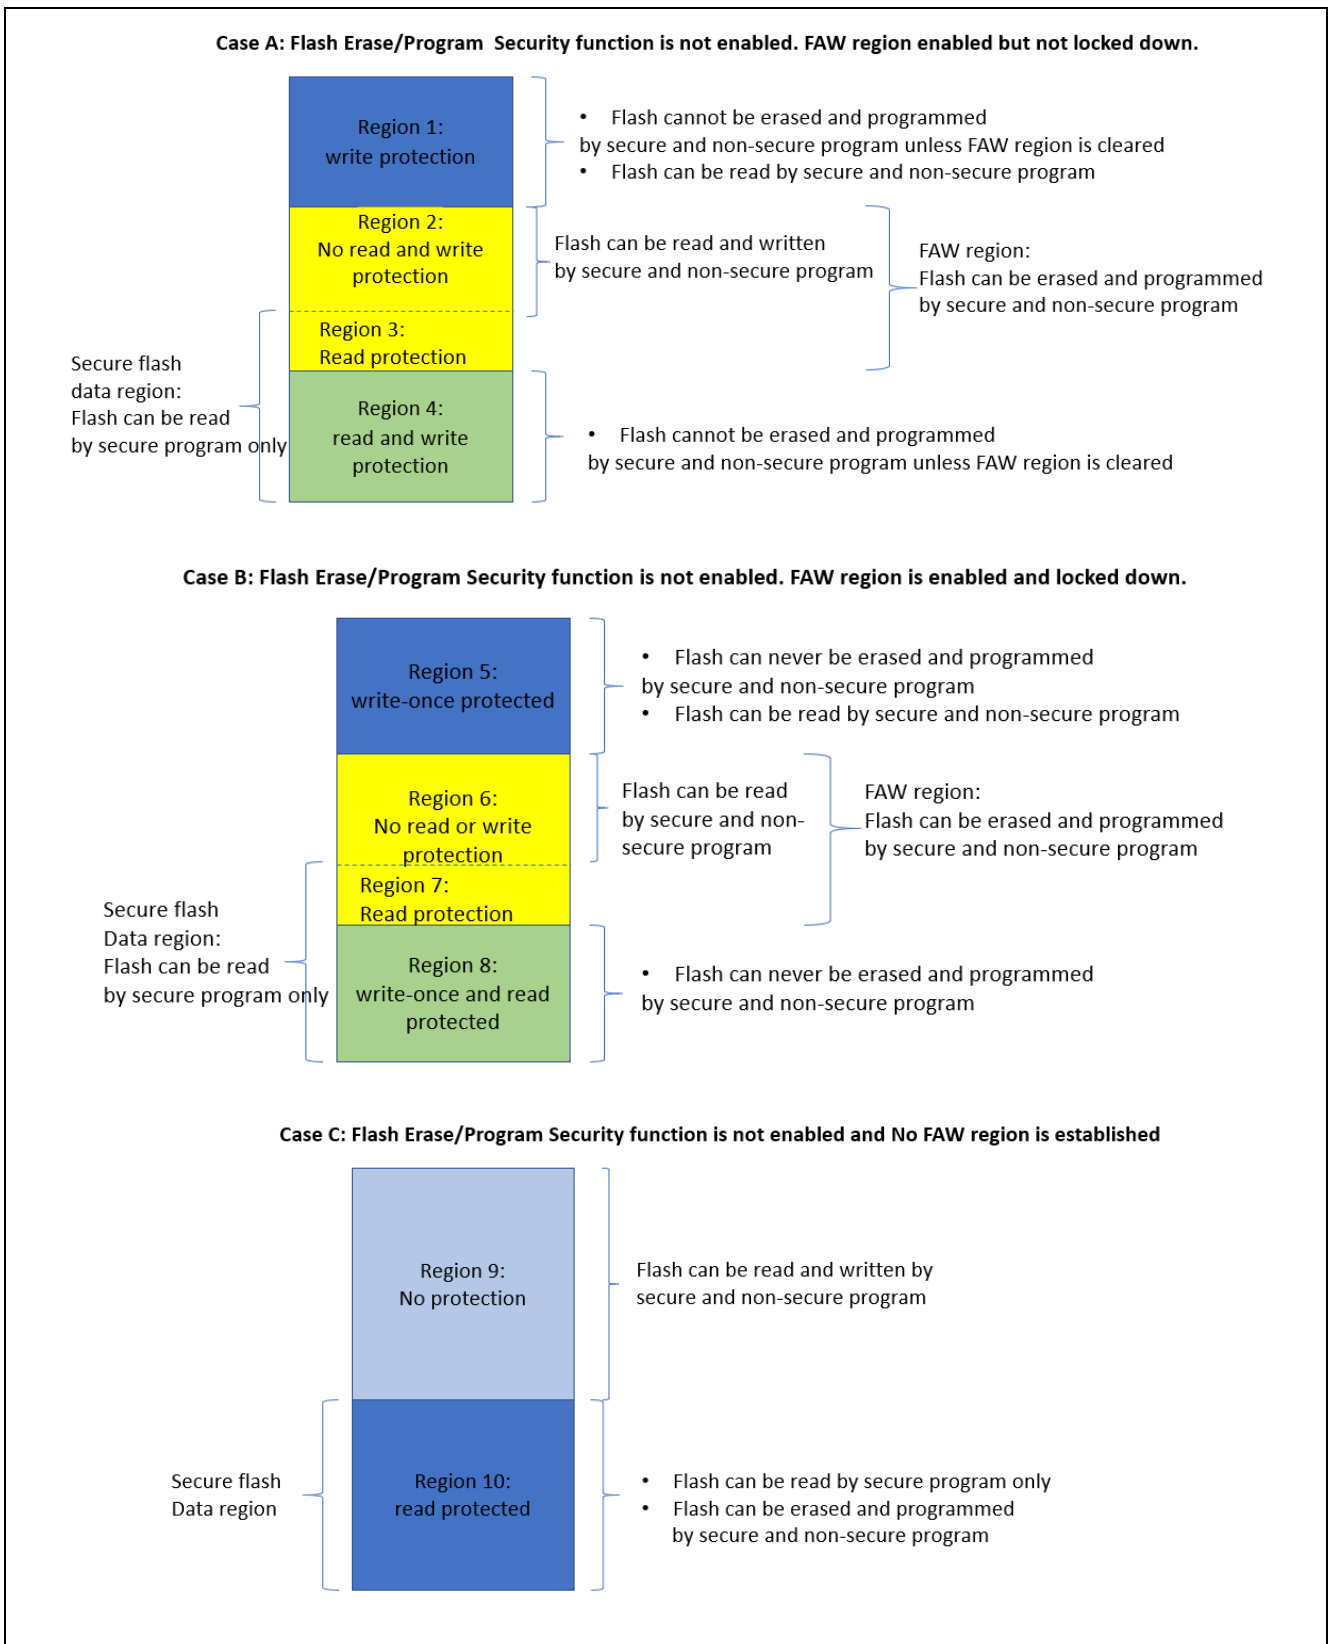 Case A: Flash Erase/Program  Security function is not enabled. FAW region enabled but not locked down.
Region 1:
write protection
• Flash cannot be erased and programmed
by secure and non-secure program unless FAW region is cleared
• Flash can be read by secure and non-secure program
Region 2:
No read and write
protection
Flash can be read and written
by secure and non-secure program
FAW region:
Flash can be erased and programmed
by secure and non-secure program
Region 3:
Read protection
Secure flash
data region:
Flash can be read
by secure program only
Region 4:
read and write
protection
• Flash cannot be erased and programmed
by secure and non-secure program unless FAW region is cleared
Case B: Flash Erase/Program Security function is not enabled. FAW region is enabled and locked down.
Region 5:
write-once protected
• Flash can never be erased and programmed
by secure and non-secure program
• Flash can be read by secure and non-secure program
Region 6:
No read or write
protection
Flash can be read
by secure and non-
secure program
FAW region:
Flash can be erased and programmed
by secure and non-secure program
Region 7:
Read protection
Secure flash
Data region:
Flash can be read
by secure program only
Region 8:
write-once and read
protected
• Flash can never be erased and programmed
by secure and non-secure program
Case C: Flash Erase/Program Security function is not enabled and No FAW region is established
Region 9:
No protection
Flash can be read and written by
secure and non-secure program
Secure flash
Data region
Region 10:
read protected
• Flash can be read by secure program only
• Flash can be erased and programmed
by secure and non-secure program